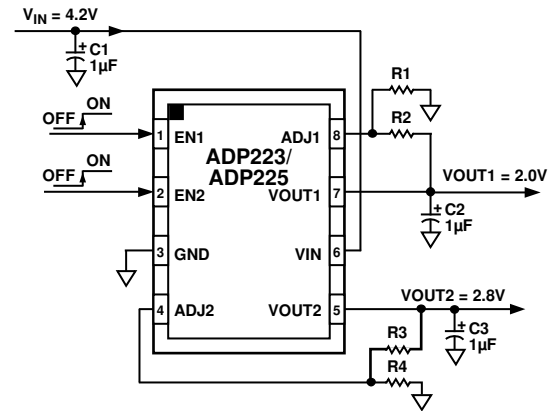 VIN = 4.2V
C1
1µF
R1
R2
OFF
ON
1
EN1
ADP223/
ADP225
ADJ1
8
OFF
ON
2
EN2
VOUT1
7
VOUT1 = 2.0V
C2
1µF
3
GND
VIN
6
4
ADJ2
VOUT2
5
VOUT2 = 2.8V
C3
1µF
R3
R4